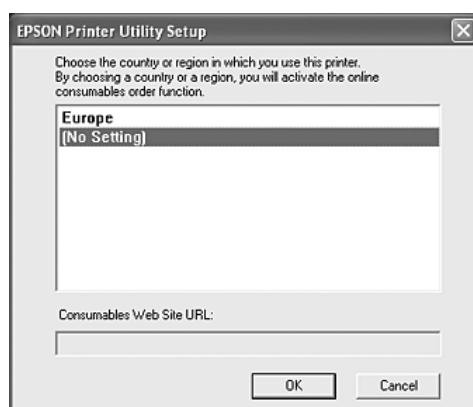 EPSON Printer Utility Setup
Choose the country or region in which you use this printer.
By choosing a country or a region, you will activate the online
consumables order function.
Europe
(No Setting)
Consumables Web Site URL:
OK
Cancel